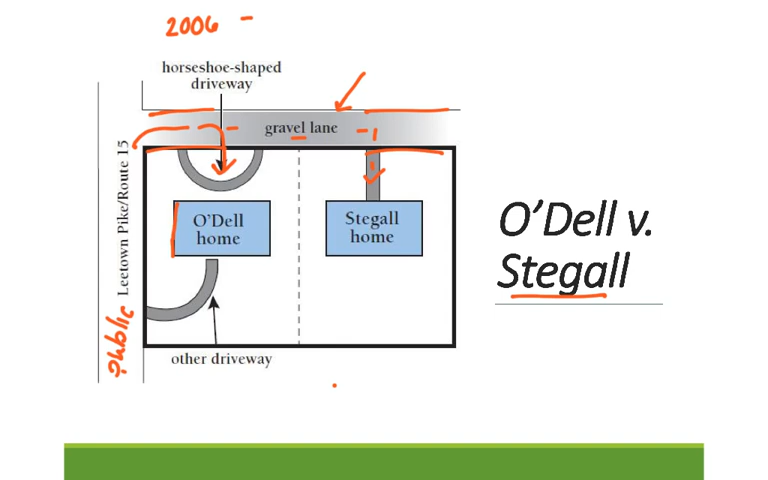 2006 -
horseshoe-shaped
driveway
gravel lane
Leetown Pike/Route 15
public
O'Dell
home
Stegall
home
other driveway
O'Dell v.
Stegall